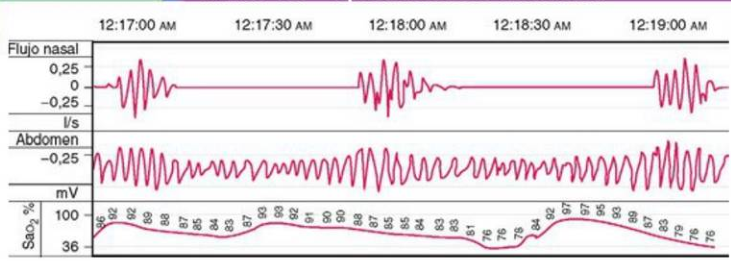 12:17:00 AM 12:17:30 AM 12:18:00 AM 12:18:30 AM 12:19:00 AM
Flujo nasal
0,25
0
−0,25
l/s
Abdomen
−0,25
mV
SaO₂ %
100
36
86 92 92 89 88 87 85 84 83 87 93 93 92 91 90 90 88 87 85 85 84 83 83 81 76 76 78 84 92 97 97 95 93 89 87 83 79 76 76